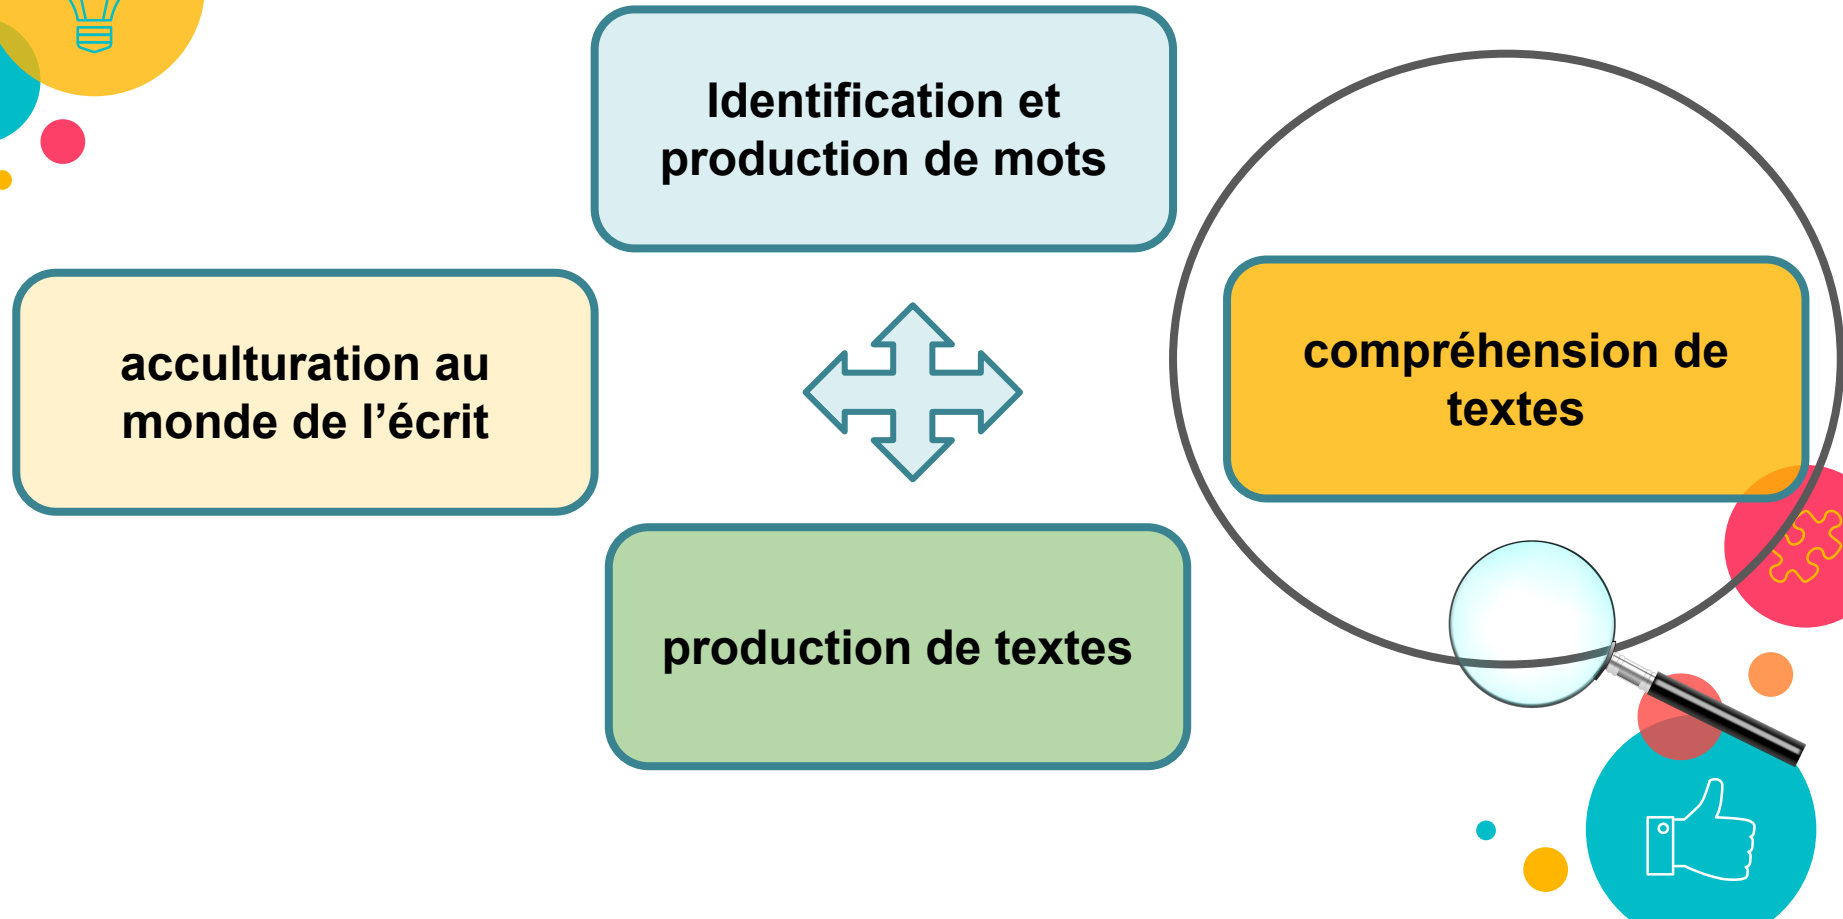 Identification et
production de mots
acculturation au
monde de l’écrit
compréhension de
textes
production de textes